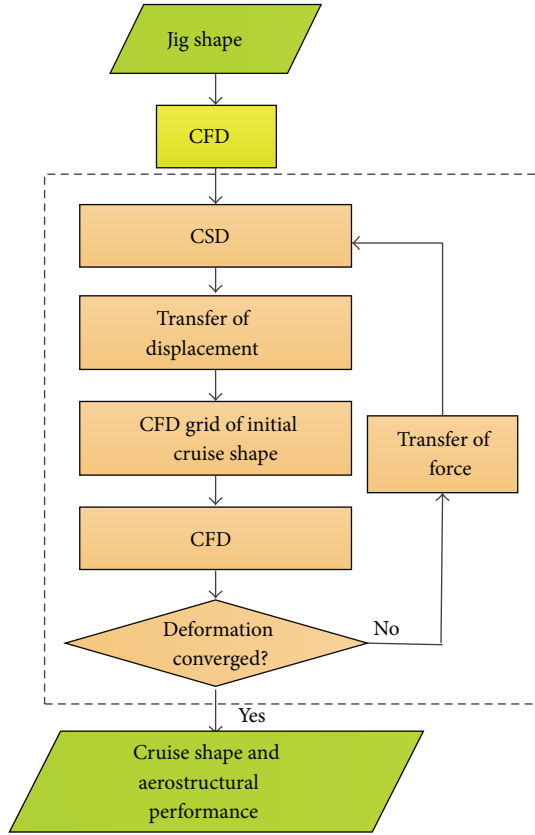 Jig shape
CFD
CSD
Transfer of
displacement
CFD grid of initial
cruise shape
Transfer of
force
CFD
Deformation
converged?
No
Yes
Cruise shape and
aerostructural
performance